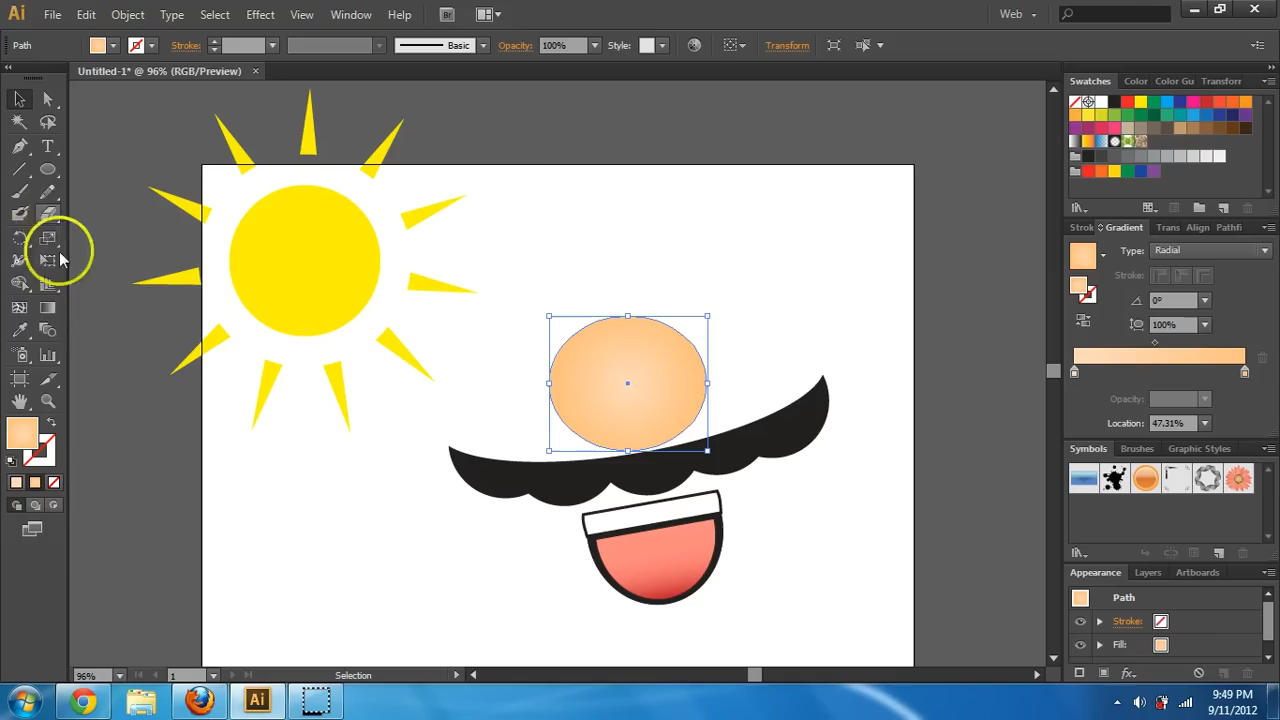 Ai File Edit Object Type Select Effect View Window Help Br Web
Path Stroke: Basic Opacity: 100% Style: Transform
Untitled-1* @ 96% (RGB/Preview) ×
Swatches Color Color Gu Transforr
Strok Gradient Trans Align Pathfi
Type: Radial
Stroke:
0°
100%
Opacity:
Location: 47.31%
Symbols Brushes Graphic Styles
Appearance Layers Artboards
Path
Stroke:
Fill:
fx
96% 1 Selection
Ai 9:49 PM
9/11/2012